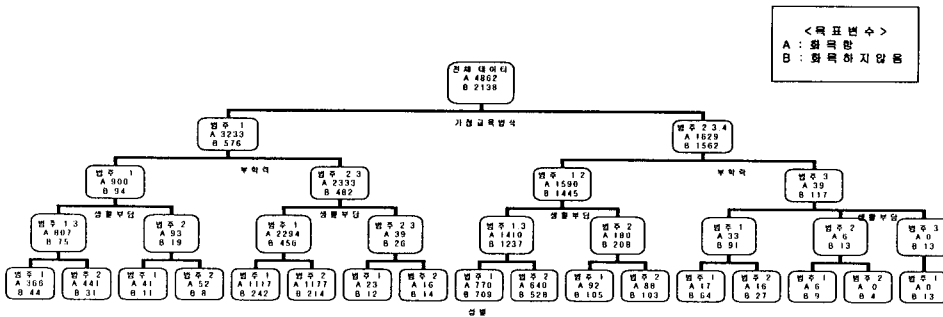 <목표변수>
A : 화목함
B : 화목하지않음
전체 데이터
A 4862
B 2138
가정교육방식
범주 1
A 3233
B 576
범주 2 3 4
A 1629
B 1562
부학력
부학력
범주 1
A 900
B 94
범주 2 3
A 2333
B 482
범주 1 2
A 1590
B 1445
범주 3
A 39
B 117
생활부담
생활부담
생활부담
생활부담
범주 1 3
A 807
B 75
범주 2
A 93
B 19
범주 1
A 2294
B 456
범주 2 3
A 39
B 26
범주 1 3
A 1410
B 1237
범주 2
A 180
B 208
범주 1
A 33
B 91
범주 2
A 6
B 13
범주 3
A 0
B 13
범주 1
A 366
B 44
범주 2
A 441
B 31
범주 1
A 41
B 11
범주 2
A 52
B 8
범주 1
A 1117
B 242
범주 2
A 1177
B 214
범주 1
A 23
B 12
범주 2
A 16
B 14
범주 1
A 770
B 709
범주 2
A 640
B 528
범주 1
A 92
B 105
범주 2
A 88
B 103
범주 1
A 17
B 64
범주 2
A 16
B 27
범주 1
A 6
B 9
범주 2
A 0
B 4
범주 1
A 0
B 13
성별